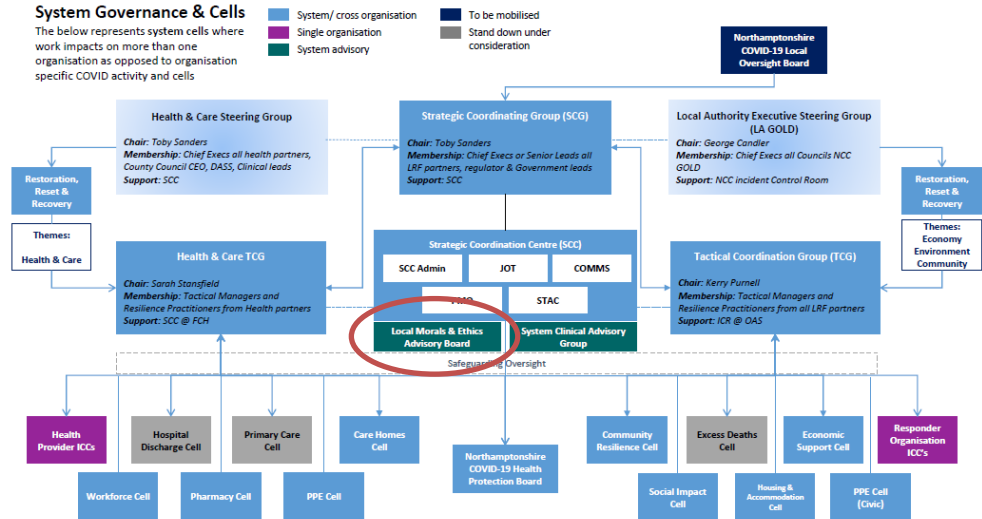 System Governance & Cells
The below represents system cells where
work impacts on more than one
organisation as opposed to organisation
specific COVID activity and cells
System/ cross organisation
Single organisation
System advisory
To be mobilised
Stand down under
consideration
Northamptonshire
COVID-19 Local
Oversight Board
Health & Care Steering Group
Chair: Toby Sanders
Membership: Chief Execs all health partners,
County Council CEO, DASS, Clinical leads
Support: SCC
Strategic Coordinating Group (SCG)
Chair: Toby Sanders
Membership: Chief Execs or Senior Leads all
LRF partners, regulator & Government leads
Support: SCC
Local Authority Executive Steering Group
(LA GOLD)
Chair: George Candler
Membership: Chief Execs all Councils NCC
GOLD
Support: NCC incident Control Room
Restoration,
Reset &
Recovery
Themes:
Health & Care
Restoration,
Reset &
Recovery
Themes:
Economy
Environment
Community
Health & Care TCG
Chair: Sarah Stansfield
Membership: Tactical Managers and
Resilience Practitioners from Health partners
Support: SCC @ FCH
Strategic Coordination Centre (SCC)
SCC Admin
JOT
COMMS
STAC
Local Morals & Ethics
Advisory Board
System Clinical Advisory
Group
Tactical Coordination Group (TCG)
Chair: Kerry Purnell
Membership: Tactical Managers and
Resilience Practitioners from all LRF partners
Support: ICR @ OAS
Safeguarding Oversight
Health
Provider ICCs
Hospital
Discharge Cell
Primary Care
Cell
Care Homes
Cell
Northamptonshire
COVID-19 Health
Protection Board
Community
Resilience Cell
Excess Deaths
Cell
Economic
Support Cell
Responder
Organisation
ICC's
Workforce Cell
Pharmacy Cell
PPE Cell
Social Impact
Cell
Housing &
Accommodation
Cell
PPE Cell
(Civic)